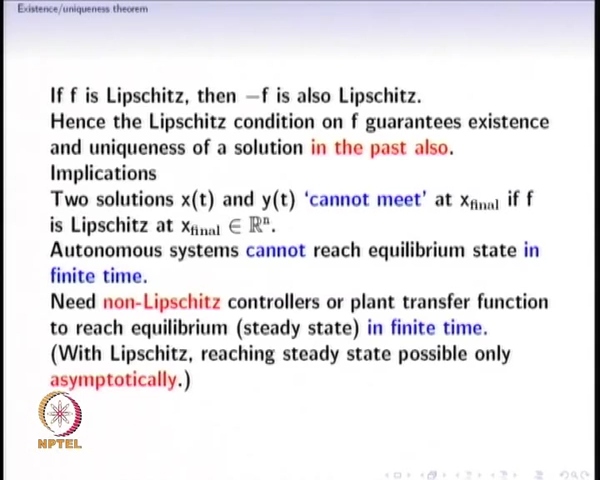 Existence/uniqueness theorem
If f is Lipschitz, then −f is also Lipschitz.
Hence the Lipschitz condition on f guarantees existence
and uniqueness of a solution in the past also.
Implications
Two solutions x(t) and y(t) ‘cannot meet’ at x_final if f
is Lipschitz at x_final ∈ ℝⁿ.
Autonomous systems cannot reach equilibrium state in
finite time.
Need non-Lipschitz controllers or plant transfer function
to reach equilibrium (steady state) in finite time.
(With Lipschitz, reaching steady state possible only
asymptotically.)
NPTEL